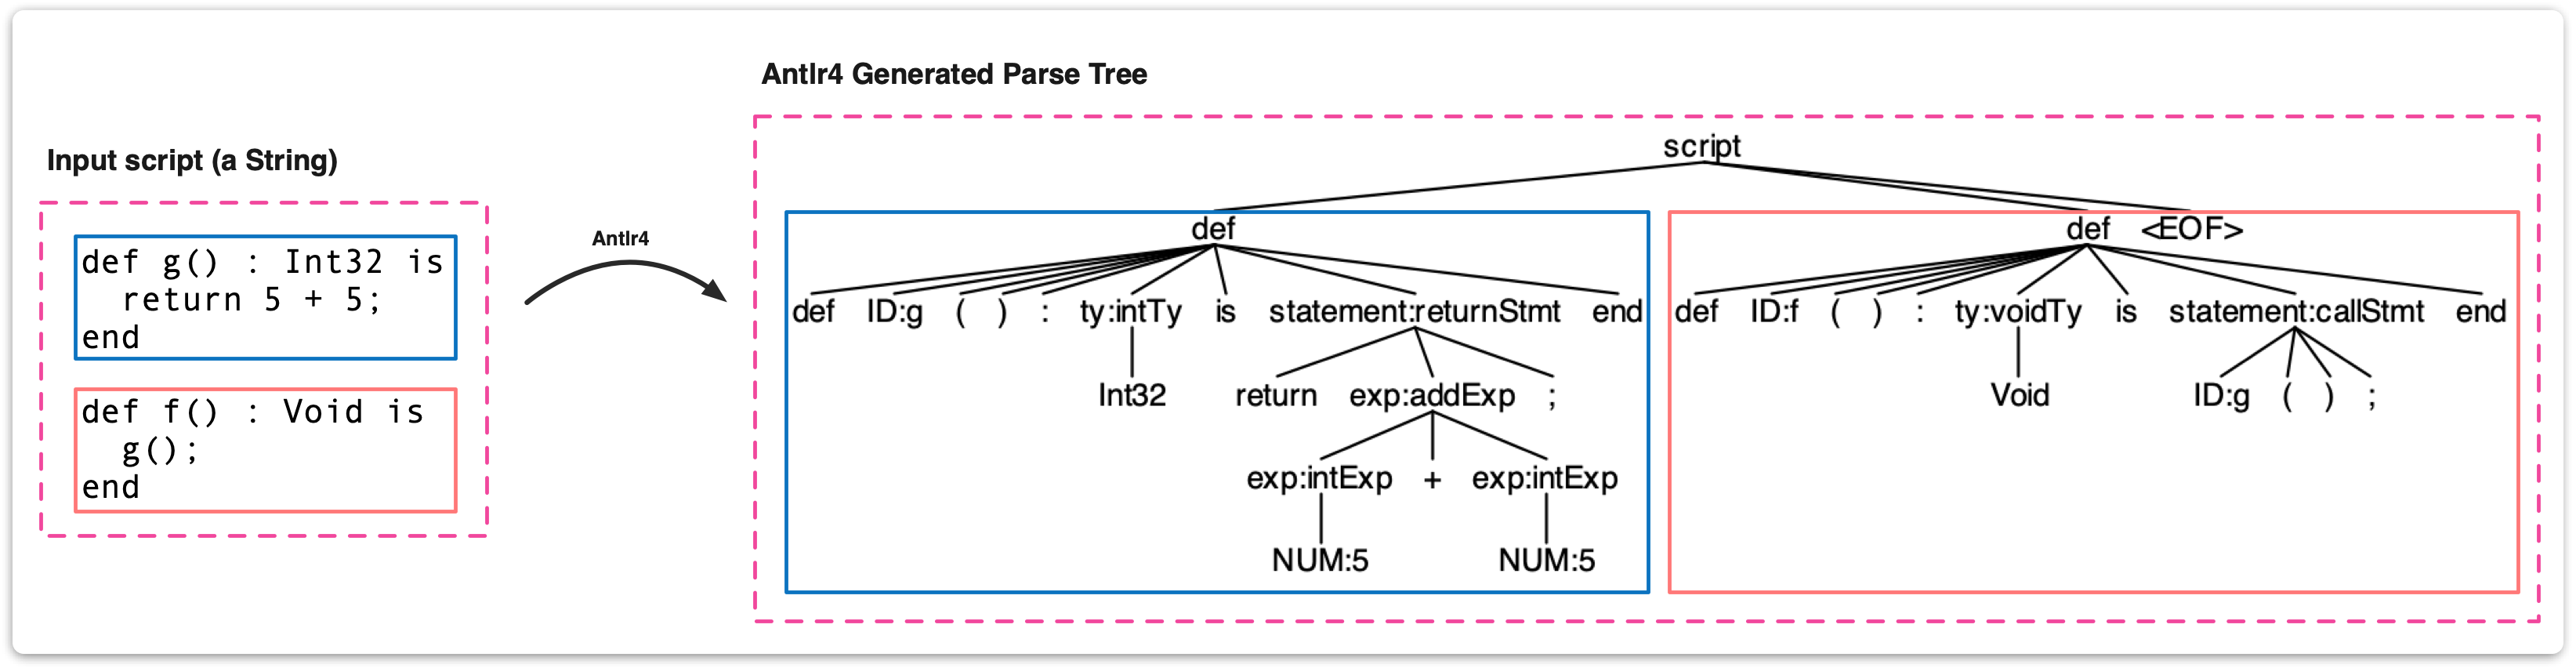 Antlr4 Generated Parse Tree
Input script (a String)
def g() : Int32 is
return 5 + 5;
end
def f() : Void is
g();
end
Antlr4
script
def
def ID:g ( ) : ty:intTy is statement:returnStmt end
Int32 return exp:addExp ;
exp:intExp + exp:intExp
NUM:5 NUM:5
def <EOF>
def ID:f ( ) : ty:voidTy is statement:callStmt end
Void ID:g ( ) ;